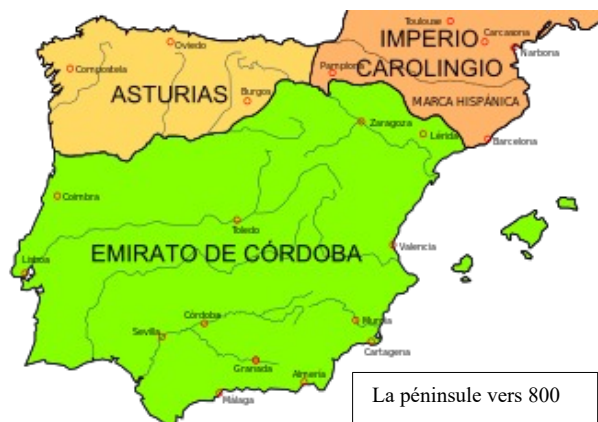 Toulouse
IMPERIO
Carcasona
Narbona
Oviedo
Compostela
Pamplona
CAROLINGIO
ASTURIAS
Burgos
MARCA HISPÁNICA
Zaragoza
Lérida
Barcelona
Coimbra
Toledo
Lisboa
EMIRATO DE CÓRDOBA
Valencia
Córdoba
Sevilla
Murcia
Cartagena
Granada
Almería
Málaga
La péninsule vers 800